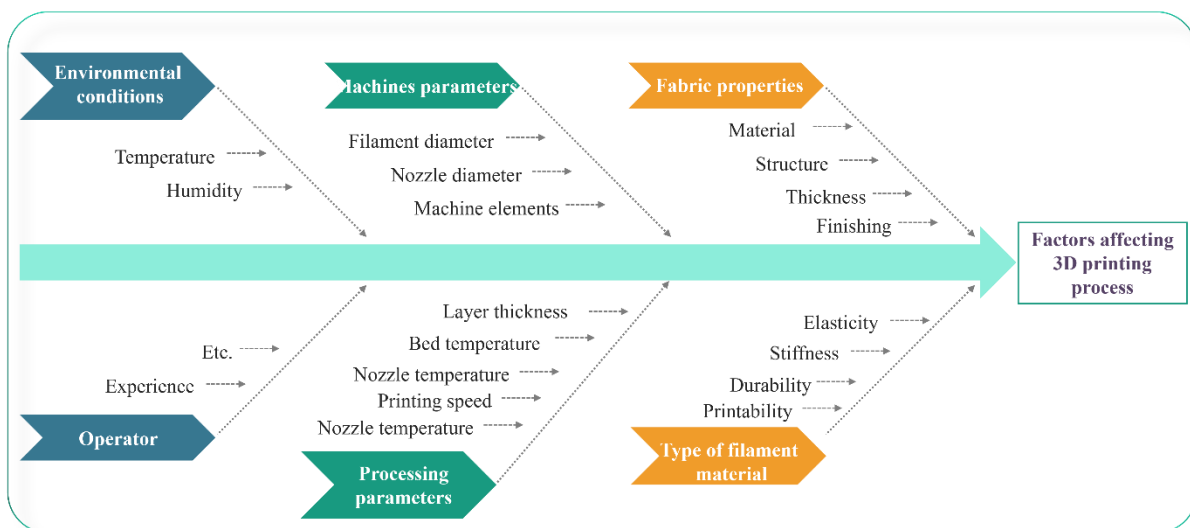 Environmental
conditions
Temperature
Humidity
Machines parameters
Filament diameter
Nozzle diameter
Machine elements
Fabric properties
Material
Structure
Thickness
Finishing
Factors affecting
3D printing
process
Etc.
Experience
Operator
Layer thickness
Bed temperature
Nozzle temperature
Printing speed
Nozzle temperature
Processing
parameters
Elasticity
Stiffness
Durability
Printability
Type of filament
material